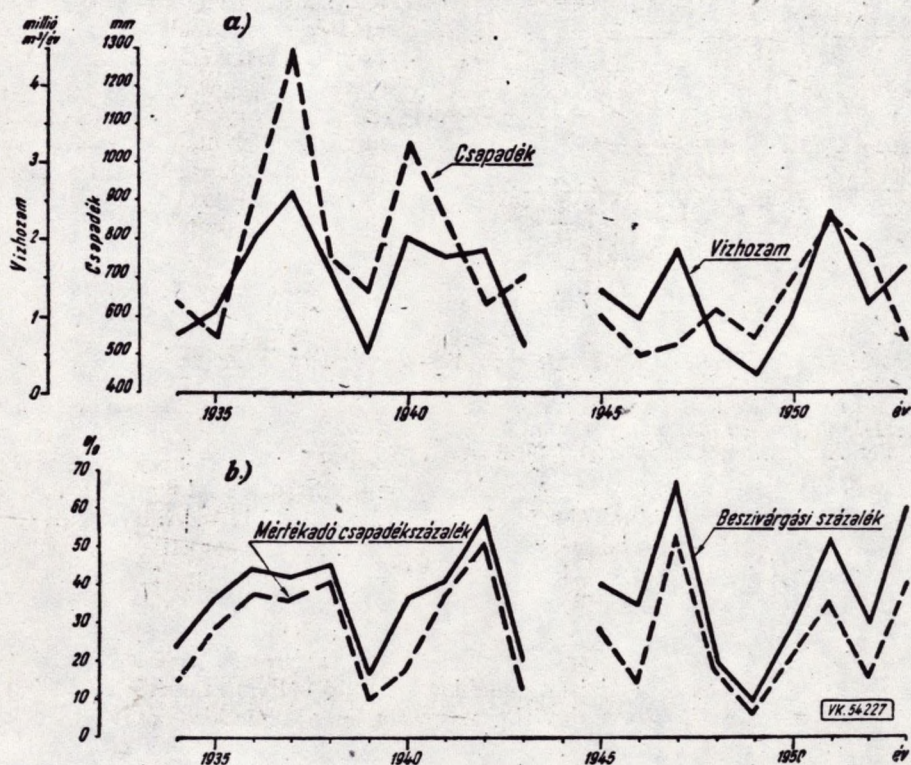 a.)
millió
m³/év
mm
Vízhozam
4
3
2
1
0
Csapadék
1300
1200
1100
1000
900
800
700
600
500
400
Csapadék
Vízhozam
1935
1940
1945
1950
év
b.)
%
70
60
50
40
30
20
10
0
Mértékadó csapadékszázalék
Beszivárgási százalék
VK. 54227
1935
1940
1945
1950
év